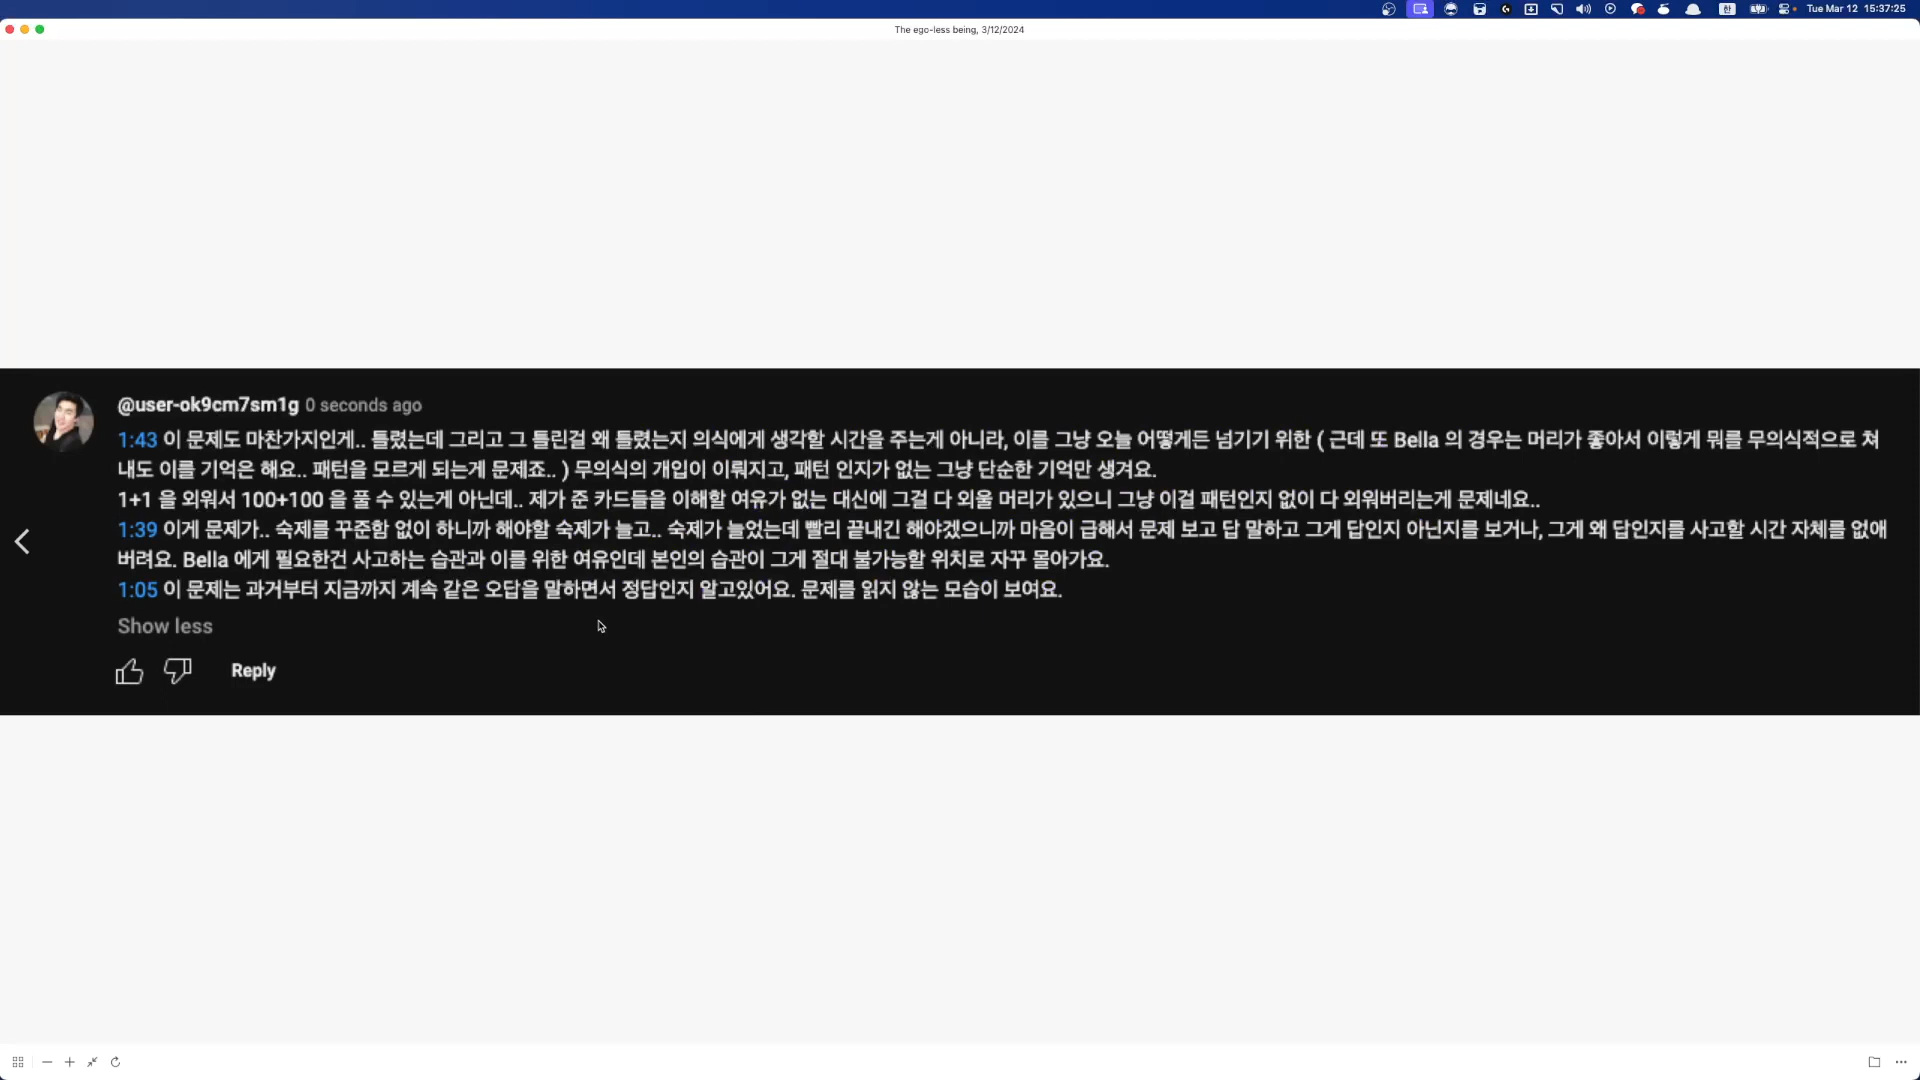 Tue Mar 12 15:37:25
The ego-less being, 3/12/2024
@user-ok9cm7sm1g 0 seconds ago
1:43 이 문제도 마찬가지인게.. 틀렸는데 그리고 그 틀린걸 왜 틀렸는지 의식에게 생각할 시간을 주는게 아니라, 이를 그냥 오늘 어떻게든 넘기기 위한 ( 근데 또 Bella 의 경우는 머리가 좋아서 이렇게 뭐를 무의식적으로 쳐
내도 이를 기억은 해요.. 패턴을 모르게 되는게 문제죠.. ) 무의식의 개입이 이뤄지고, 패턴 인지가 없는 그냥 단순한 기억만 생겨요.
1+1 을 외워서 100+100 을 풀 수 있는게 아닌데.. 제가 준 카드들을 이해할 여유가 없는 대신에 그걸 다 외울 머리가 있으니 그냥 이걸 패턴인지 없이 다 외워버리는게 문제네요..
1:39 이게 문제가.. 숙제를 꾸준함 없이 하니까 해야할 숙제가 늘고.. 숙제가 늘었는데 빨리 끝내긴 해야겠으니까 마음이 급해서 문제 보고 답 말하고 그게 답인지 아닌지를 보거나, 그게 왜 답인지를 사고할 시간 자체를 없애
버려요. Bella 에게 필요한건 사고하는 습관과 이를 위한 여유인데 본인의 습관이 그게 절대 불가능할 위치로 자꾸 몰아가요.
1:05 이 문제는 과거부터 지금까지 계속 같은 오답을 말하면서 정답인지 알고있어요. 문제를 읽지 않는 모습이 보여요.
Show less
Reply